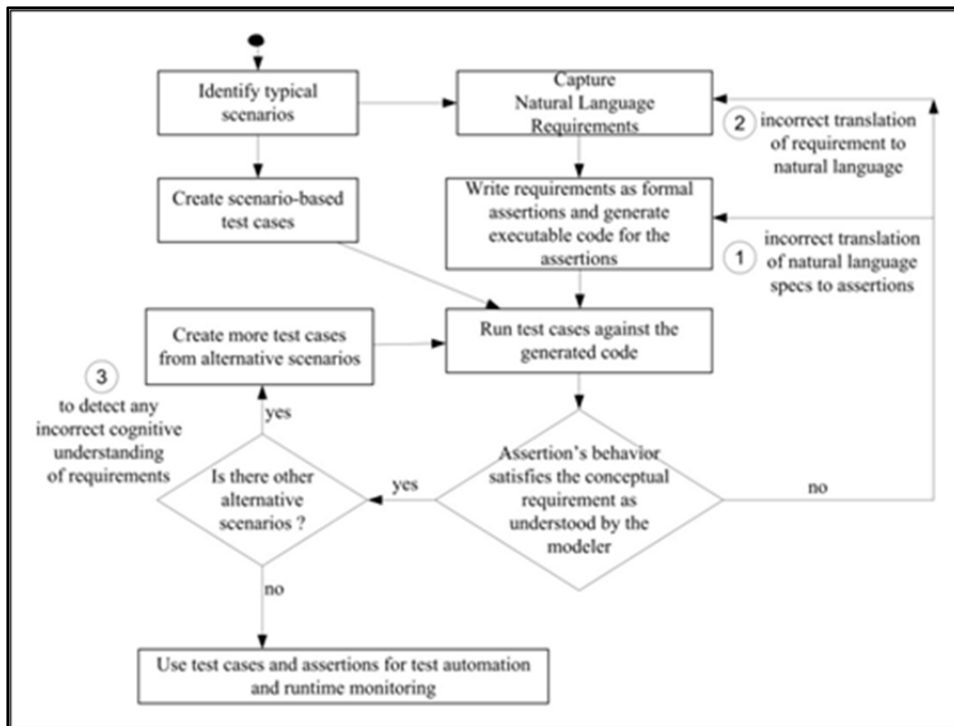 Identify typical
scenarios
Capture
Natural Language
Requirements
2
incorrect translation
of requirement to
natural language
Create scenario-based
test cases
Write requirements as formal
assertions and generate
executable code for the
assertions
1
incorrect translation
of natural language
specs to assertions
Create more test cases
from alternative scenarios
Run test cases against the
generated code
3
to detect any
incorrect cognitive
understanding
of requirements
yes
Is there other
alternative
scenarios ?
yes
Assertion's behavior
satisfies the conceptual
requirement as
understood by the
modeler
no
no
Use test cases and assertions for test automation
and runtime monitoring